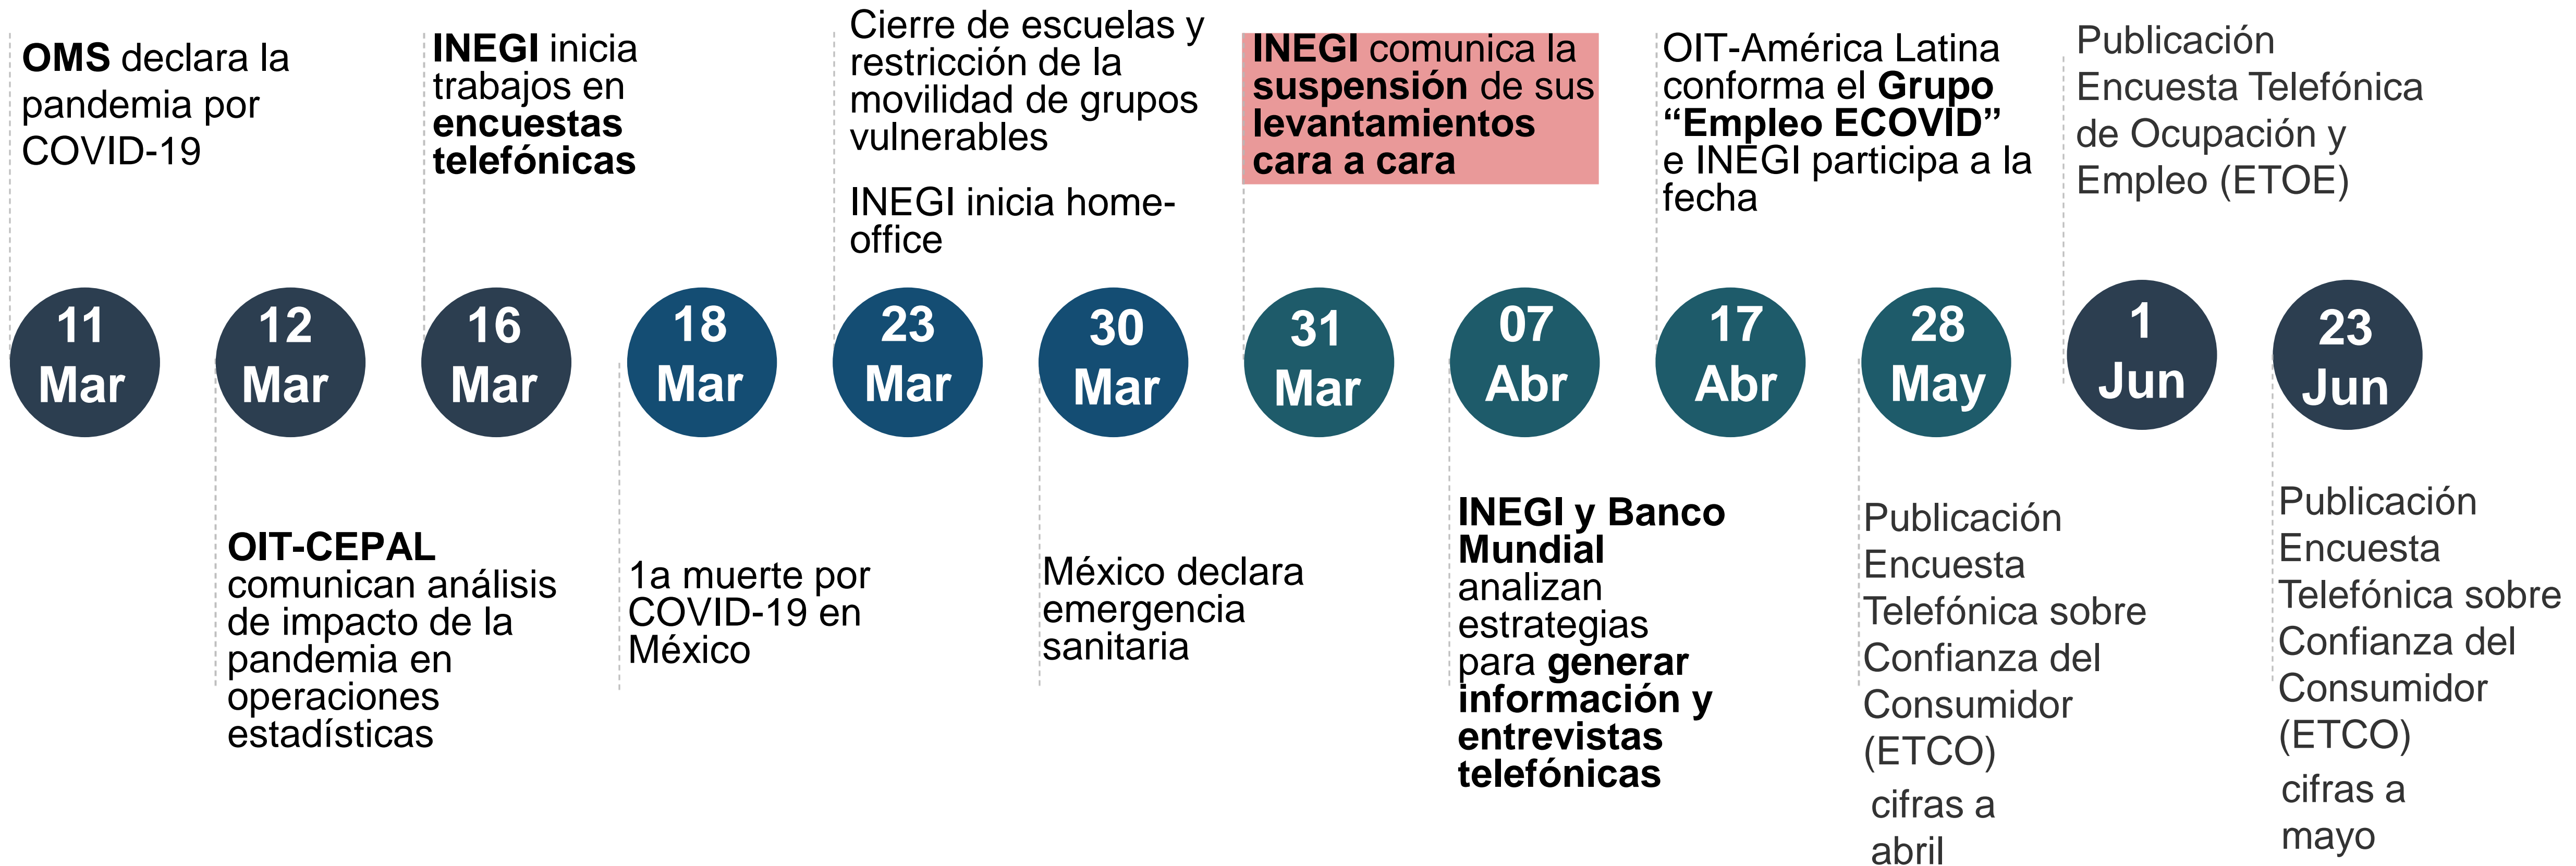 OMS declara la
pandemia por
COVID-19
11
Mar
12
Mar
OIT-CEPAL
comunican análisis
de impacto de la
pandemia en
operaciones
estadísticas
INEGI inicia
trabajos en
encuestas
telefónicas
16
Mar
18
Mar
1a muerte por
COVID-19 en
México
Cierre de escuelas y
restricción de la
movilidad de grupos
vulnerables
INEGI inicia home-
office
23
Mar
30
Mar
México declara
emergencia
sanitaria
INEGI comunica la
suspensión de sus
levantamientos
cara a cara
31
Mar
07
Abr
INEGI y Banco
Mundial
analizan
estrategias
para generar
información y
entrevistas
telefónicas
OIT-América Latina
conforma el Grupo
“Empleo ECOVID”
e INEGI participa a la
fecha
17
Abr
28
May
Publicación
Encuesta
Telefónica sobre
Confianza del
Consumidor
(ETCO)
cifras a
abril
Publicación
Encuesta Telefónica
de Ocupación y
Empleo (ETOE)
1
Jun
23
Jun
Publicación
Encuesta
Telefónica sobre
Confianza del
Consumidor
(ETCO)
cifras a
mayo